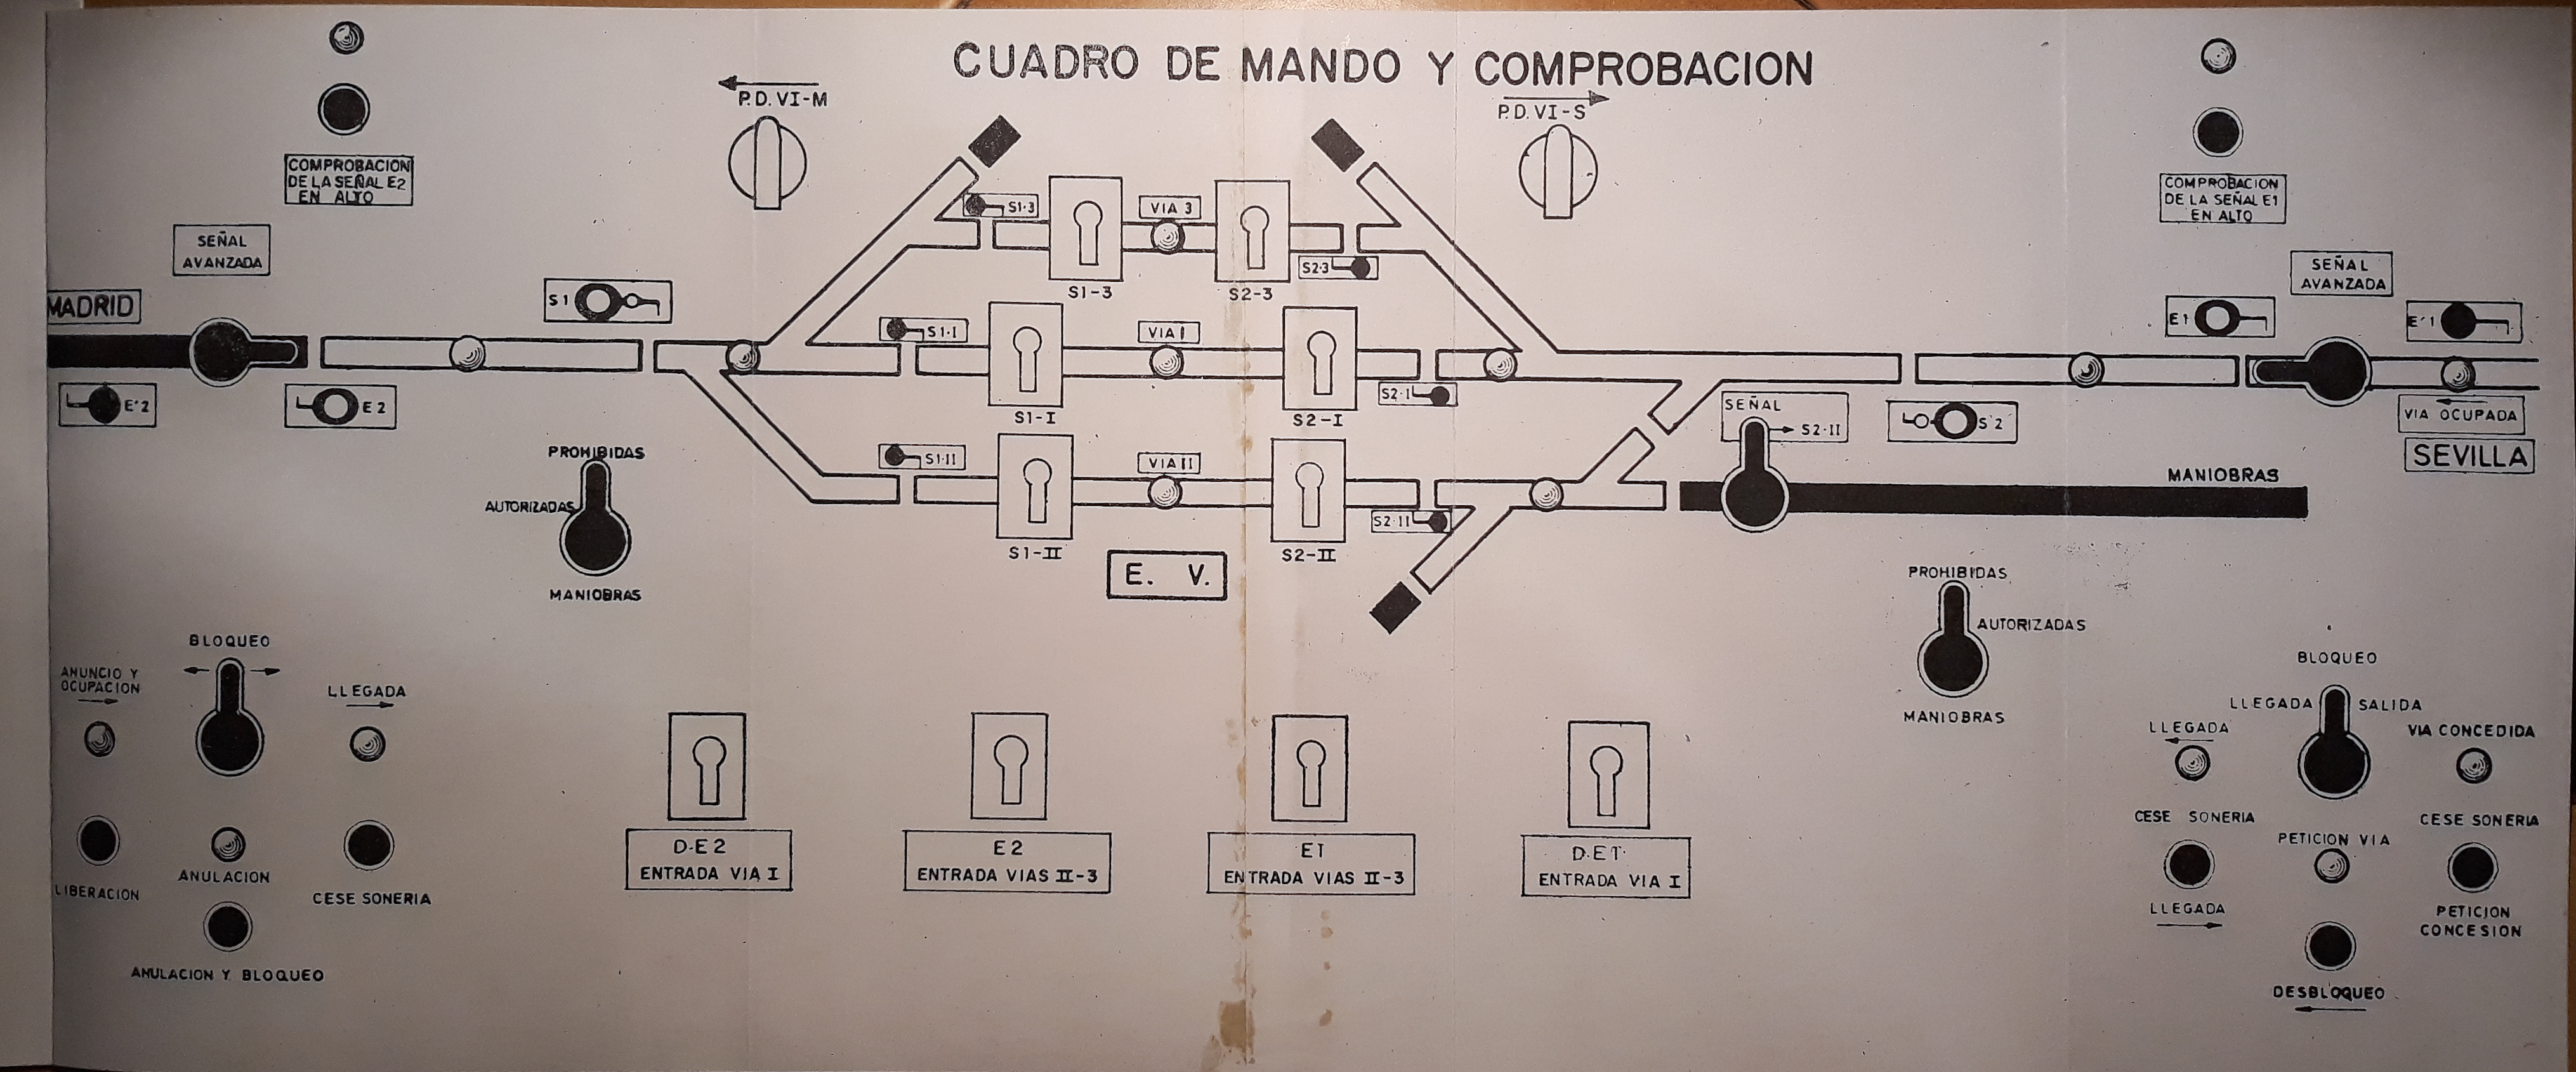 CUADRO DE MANDO Y COMPROBACION
P.D. VI-M
P.D. VI-S
COMPROBACION
DE LA SEÑAL E2
EN ALTO
COMPROBACION
DE LA SEÑAL E1
EN ALTO
SEÑAL
AVANZADA
SEÑAL
AVANZADA
MADRID
S1
E'2
E2
S1-3
VIA 3
S2-3
S1-3
S2-3
S1-I
VIA I
S2-I
S1-I
S2-I
S1-II
VIA II
S2-II
S1-II
S2-II
E. V.
E1
E'1
SEÑAL
S2-II
S'2
VIA OCUPADA
SEVILLA
MANIOBRAS
PROHIBIDAS
AUTORIZADAS
MANIOBRAS
PROHIBIDAS
AUTORIZADAS
MANIOBRAS
BLOQUEO
ANUNCIO Y
OCUPACION
LLEGADA
LIBERACION
ANULACION
CESE SONERIA
ANULACION Y BLOQUEO
D-E2
ENTRADA VIA I
E2
ENTRADA VIAS II-3
E1
ENTRADA VIAS II-3
D.E1
ENTRADA VIA I
BLOQUEO
LLEGADA
SALIDA
LLEGADA
VIA CONCEDIDA
CESE SONERIA
PETICION VIA
CESE SONERIA
LLEGADA
PETICION
CONCESION
DESBLOQUEO